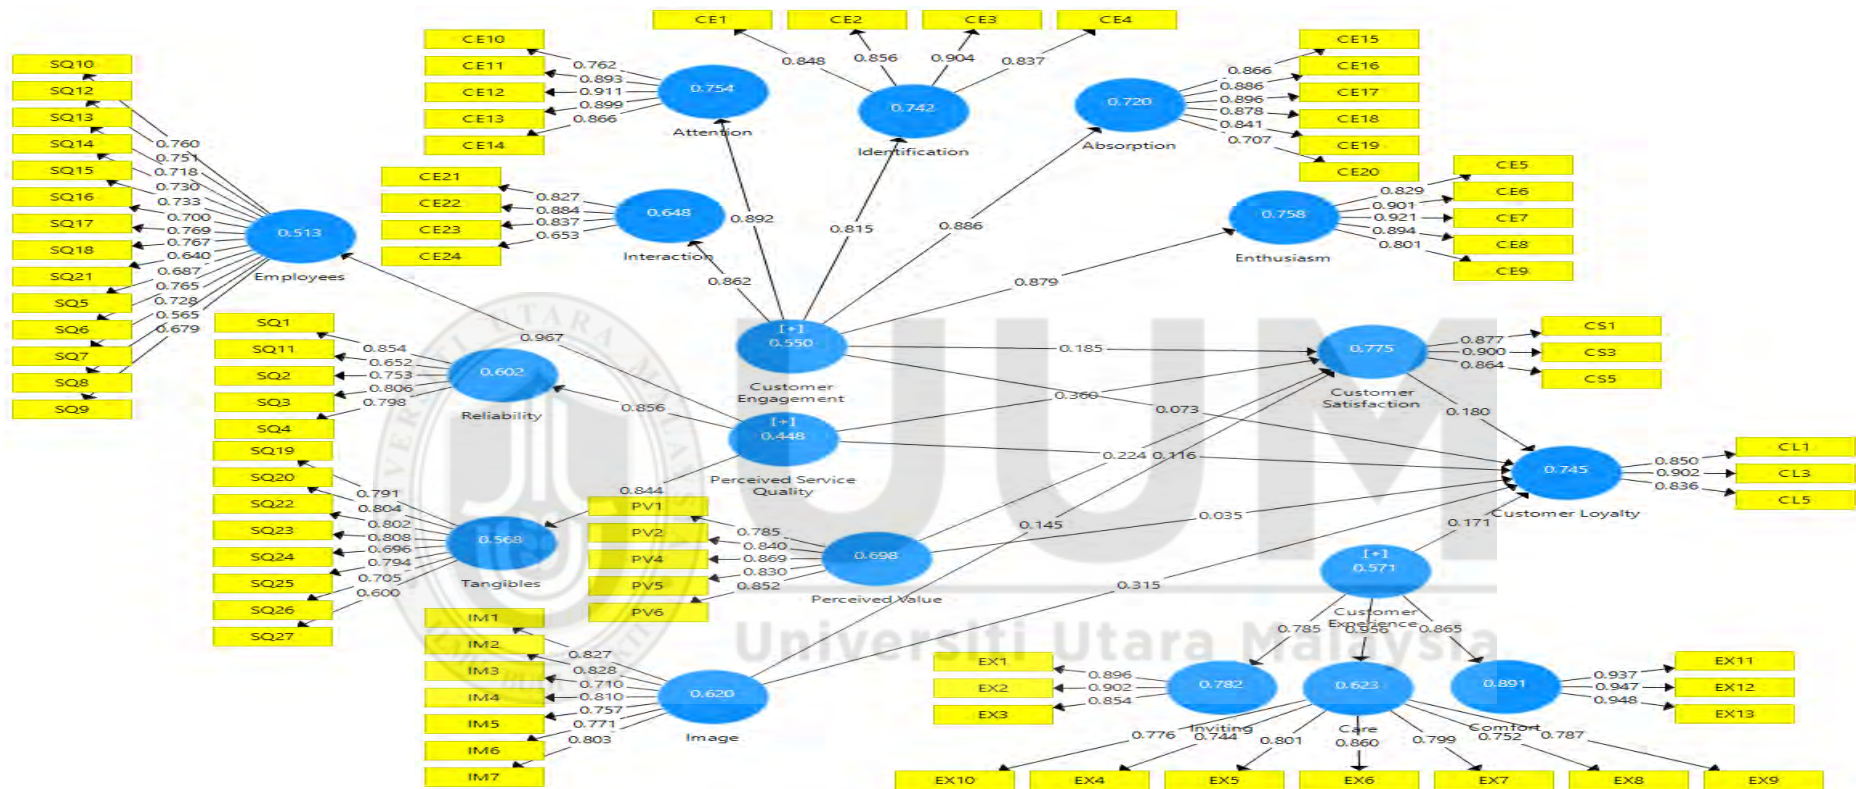 CE1
CE2
CE3
CE4
CE10
CE11
CE12
CE13
CE14
0.762
0.893
0.911
0.899
0.866
0.754
Attention
0.848
0.856
0.904
0.837
0.742
Identification
0.720
Absorption
0.866
0.886
0.896
0.878
0.841
0.707
CE15
CE16
CE17
CE18
CE19
CE20
SQ10
SQ12
SQ13
SQ14
SQ15
SQ16
SQ17
SQ18
SQ21
SQ5
SQ6
SQ7
SQ8
SQ9
0.760
0.751
0.718
0.730
0.733
0.700
0.769
0.767
0.640
0.687
0.765
0.728
0.565
0.679
0.513
Employees
CE21
CE22
CE23
CE24
0.827
0.884
0.837
0.653
0.648
Interaction
0.892
0.815
0.886
0.862
0.879
0.758
Enthusiasm
0.829
0.901
0.921
0.894
0.801
CE5
CE6
CE7
CE8
CE9
[+]
0.550
Customer
Engagement
0.967
0.856
0.844
SQ1
SQ11
SQ2
SQ3
SQ4
0.854
0.652
0.753
0.806
0.798
0.602
Reliability
[+]
0.448
Perceived Service
Quality
0.185
0.360
0.073
0.224
0.116
0.145
0.035
0.315
0.180
0.171
0.775
Customer
Satisfaction
0.877
0.900
0.864
CS1
CS3
CS5
0.745
Customer Loyalty
0.850
0.902
0.836
CL1
CL3
CL5
SQ19
SQ20
SQ22
SQ23
SQ24
SQ25
SQ26
SQ27
0.791
0.804
0.802
0.808
0.696
0.794
0.705
0.600
0.568
Tangibles
PV1
PV2
PV4
PV5
PV6
0.785
0.840
0.869
0.830
0.852
0.698
Perceived Value
IM1
IM2
IM3
IM4
IM5
IM6
IM7
0.827
0.828
0.710
0.810
0.757
0.771
0.803
0.620
Image
[+]
0.571
Customer
Experience
0.785
0.956
0.865
EX1
EX2
EX3
0.896
0.902
0.854
0.782
Inviting
0.623
Care
0.891
Comfort
0.937
0.947
0.948
EX11
EX12
EX13
0.776
0.744
0.801
0.860
0.799
0.752
0.787
EX10
EX4
EX5
EX6
EX7
EX8
EX9
UUM
Universiti Utara Malaysia